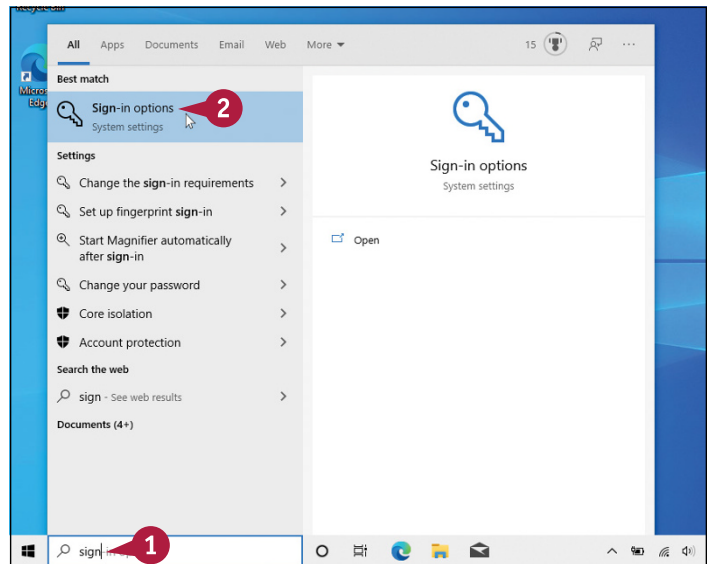 Recycle Bin
All Apps Documents Email Web More 15 ...
Best match
Micros
Edge
Sign-in options 2
System settings
Settings
Change the sign-in requirements
Set up fingerprint sign-in
Start Magnifier automatically
after sign-in
Change your password
Core isolation
Account protection
Search the web
sign - See web results
Documents (4+)
Sign-in options
System settings
Open
sign 1